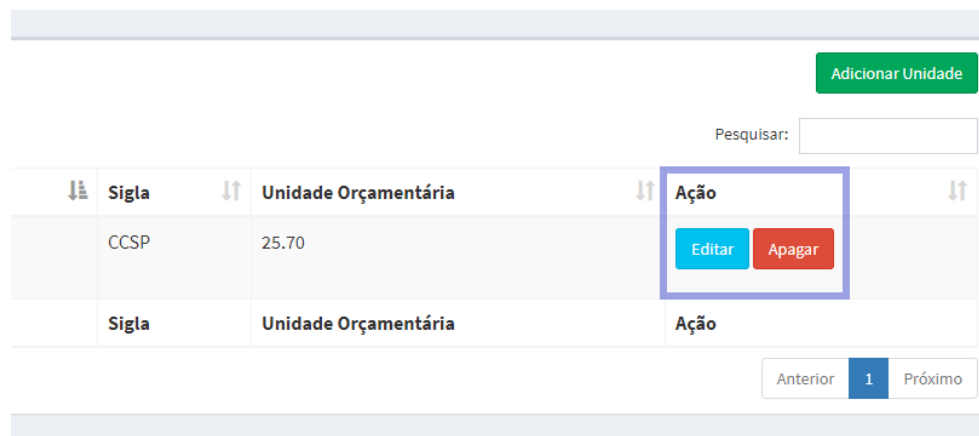 Adicionar Unidade
Pesquisar:
Sigla Unidade Orçamentária Ação
CCSP 25.70 Editar Apagar
Sigla Unidade Orçamentária Ação
Anterior 1 Próximo